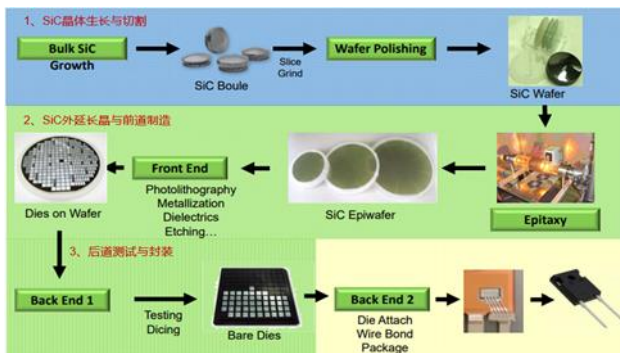 1、SiC晶体生长与切割
Bulk SiC
Growth
SiC Boule
Slice
Grind
Wafer Polishing
SiC Wafer
2、SiC外延长晶与前道制造
Dies on Wafer
Front End
Photolithography
Metallization
Dielectrics
Etching...
SiC Epiwafer
Epitaxy
3、后道测试与封装
Back End 1
Testing
Dicing
Bare Dies
Back End 2
Die Attach
Wire Bond
Package